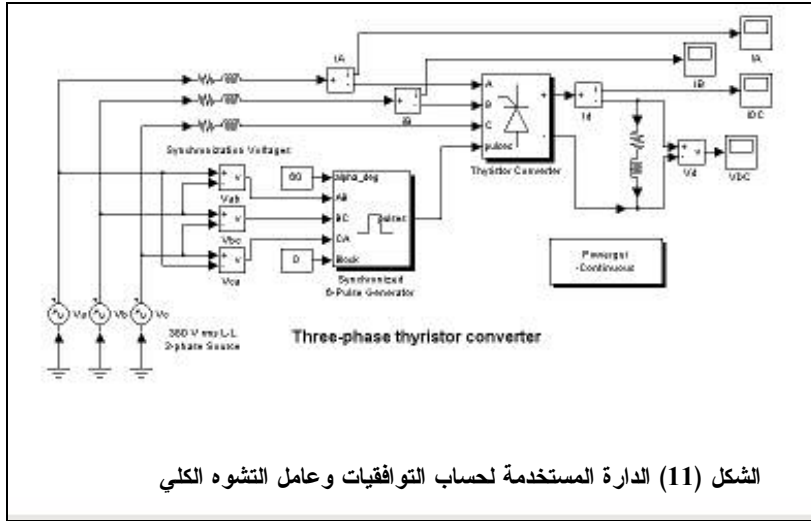 IA
IA
iB
iB
IDC
A
B
C
pulses
+
-
Id
Thyristor Converter
Vd
VDC
Synchronization Voltages
Vab
Vbc
Vca
alpha_deg
AB
BC
CA
Block
pulses
0
Synchronized
6-Pulse Generator
Powergui
-Continuous
Va
Vb
Vc
380 V rms L-L
3-phase Source
Three-phase thyristor converter
الشكل (11) الدارة المستخدمة لحساب التوافقيات وعامل التشوه الكلي